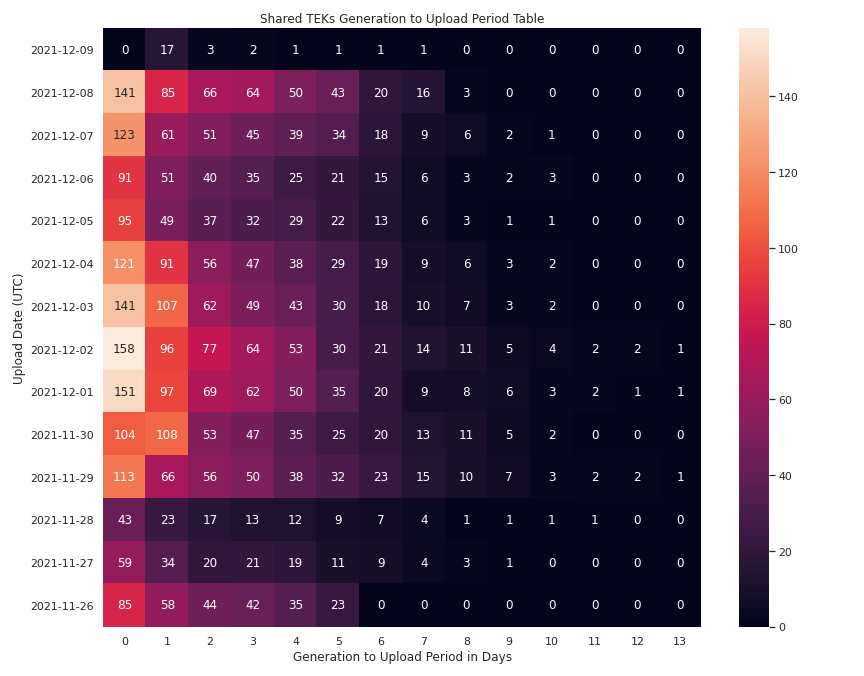 Shared TEKs Generation to Upload Period Table
Upload Date (UTC)
2021-12-09 0 17 3 2 1 1 1 1 0 0 0 0 0 0
2021-12-08 141 85 66 64 50 43 20 16 3 0 0 0 0 0
2021-12-07 123 61 51 45 39 34 18 9 6 2 1 0 0 0
2021-12-06 91 51 40 35 25 21 15 6 3 2 3 0 0 0
2021-12-05 95 49 37 32 29 22 13 6 3 1 1 0 0 0
2021-12-04 121 91 56 47 38 29 19 9 6 3 2 0 0 0
2021-12-03 141 107 62 49 43 30 18 10 7 3 2 0 0 0
2021-12-02 158 96 77 64 53 30 21 14 11 5 4 2 2 1
2021-12-01 151 97 69 62 50 35 20 9 8 6 3 2 1 1
2021-11-30 104 108 53 47 35 25 20 13 11 5 2 0 0 0
2021-11-29 113 66 56 50 38 32 23 15 10 7 3 2 2 1
2021-11-28 43 23 17 13 12 9 7 4 1 1 1 1 0 0
2021-11-27 59 34 20 21 19 11 9 4 3 1 0 0 0 0
2021-11-26 85 58 44 42 35 23 0 0 0 0 0 0 0 0
0 1 2 3 4 5 6 7 8 9 10 11 12 13
Generation to Upload Period in Days
140
120
100
80
60
40
20
0